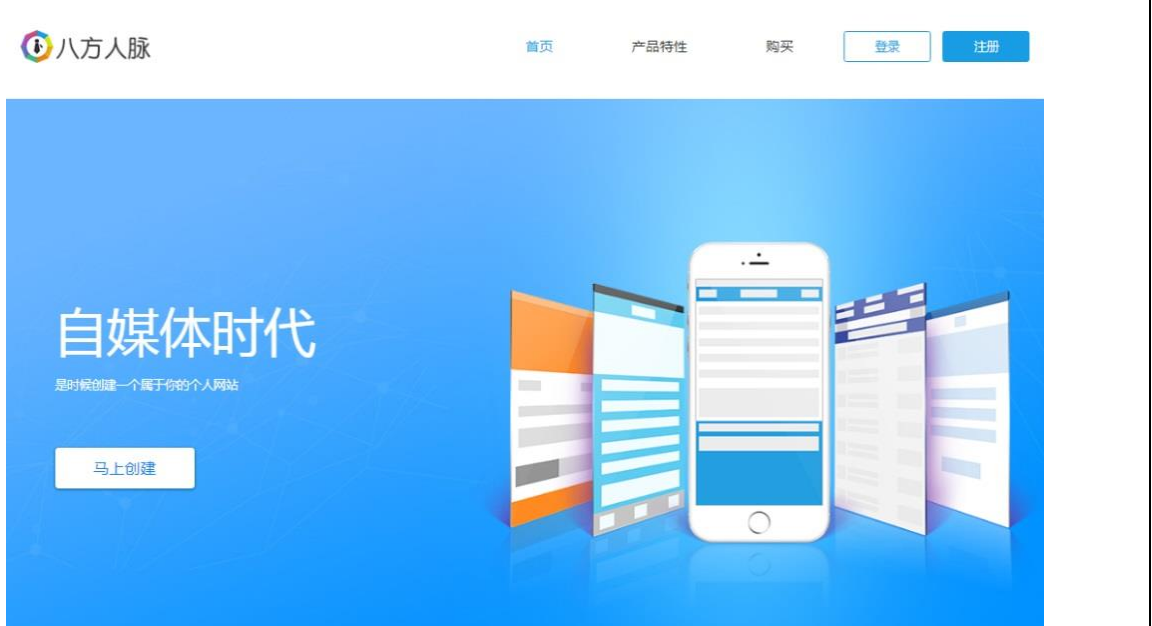 八方人脉
首页 产品特性 购买 登录 注册
自媒体时代
是时候创建一个属于你的个人网站
马上创建